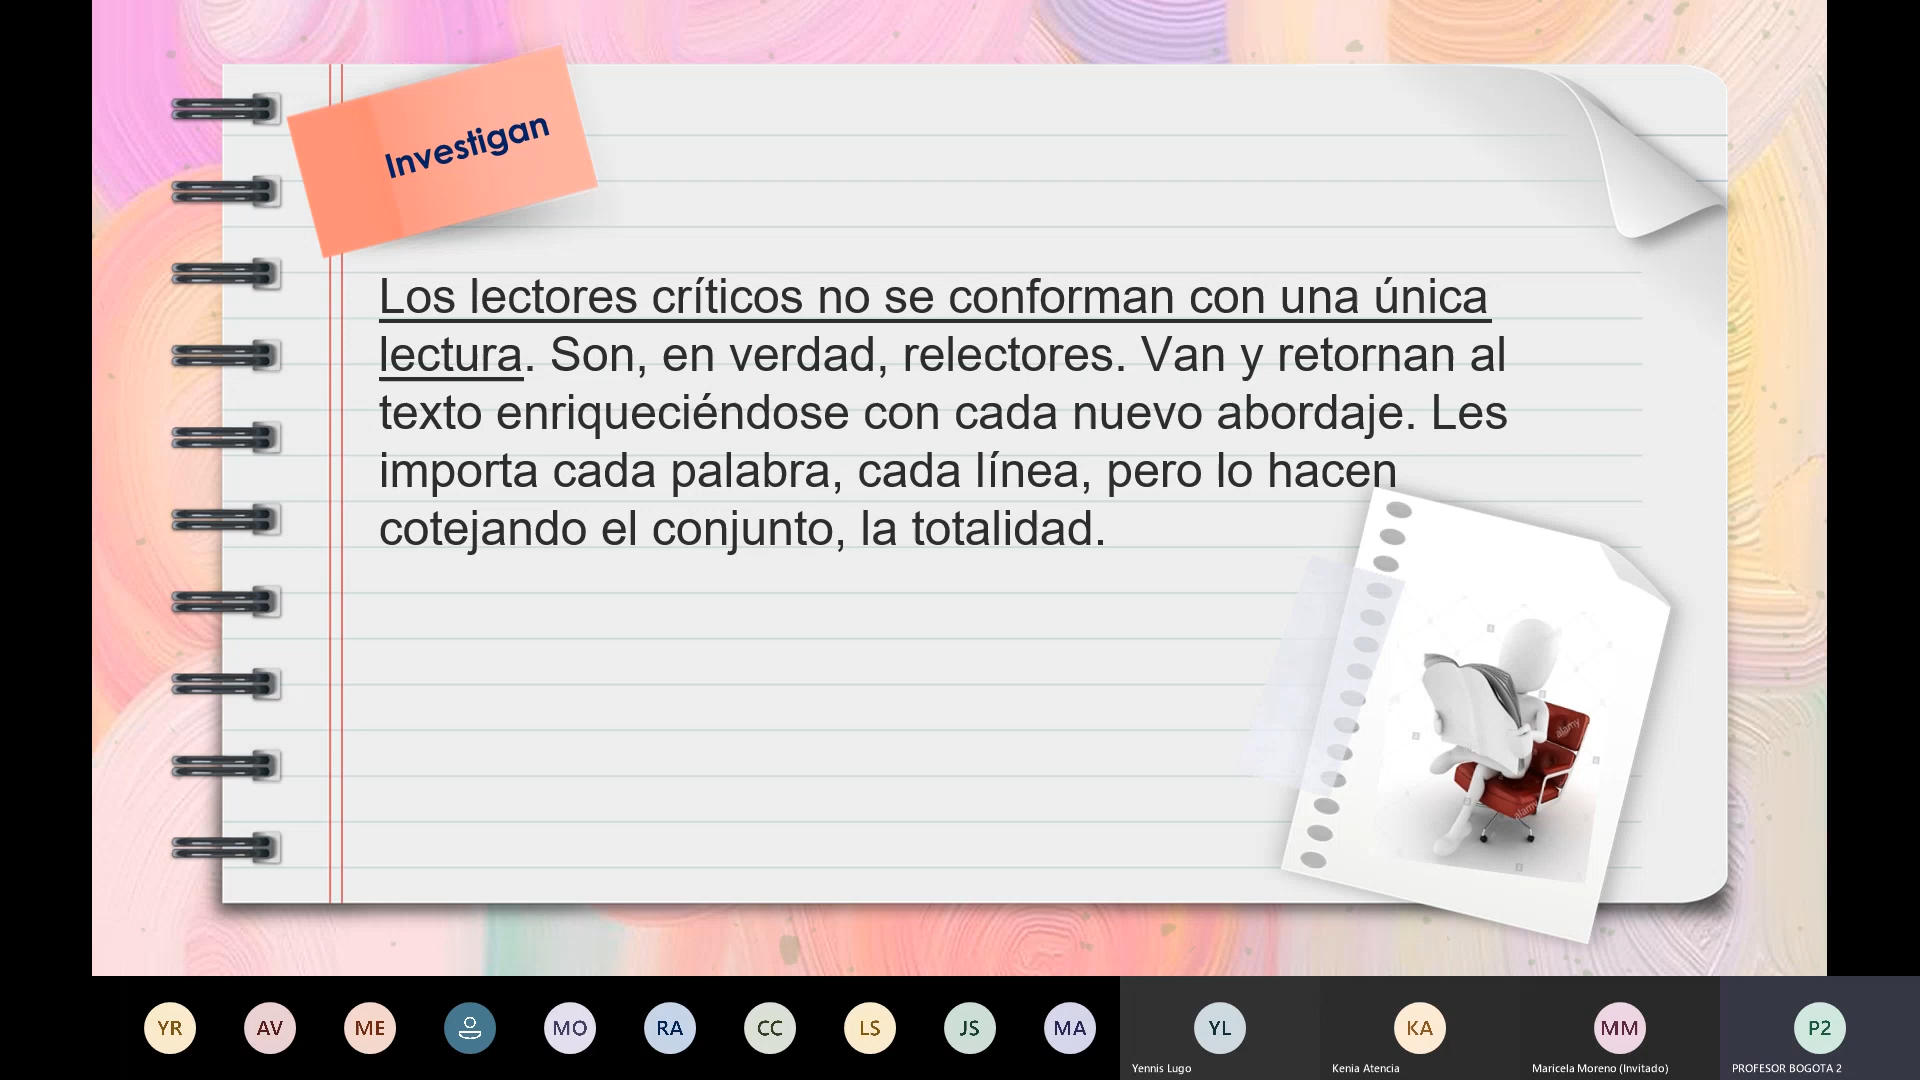 Investigan
Los lectores críticos no se conforman con una única
lectura. Son, en verdad, relectores. Van y retornan al
texto enriqueciéndose con cada nuevo abordaje. Les
importa cada palabra, cada línea, pero lo hacen
cotejando el conjunto, la totalidad.
alamy
alamy
YR
AV
ME
MO
RA
CC
LS
JS
MA
YL
KA
MM
P2
Yennis Lugo
Kenia Atencia
Maricela Moreno (Invitado)
PROFESOR BOGOTA 2